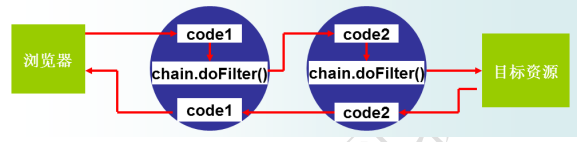 浏览器
code1
chain.doFilter()
code1
code2
chain.doFilter()
code2
目标资源